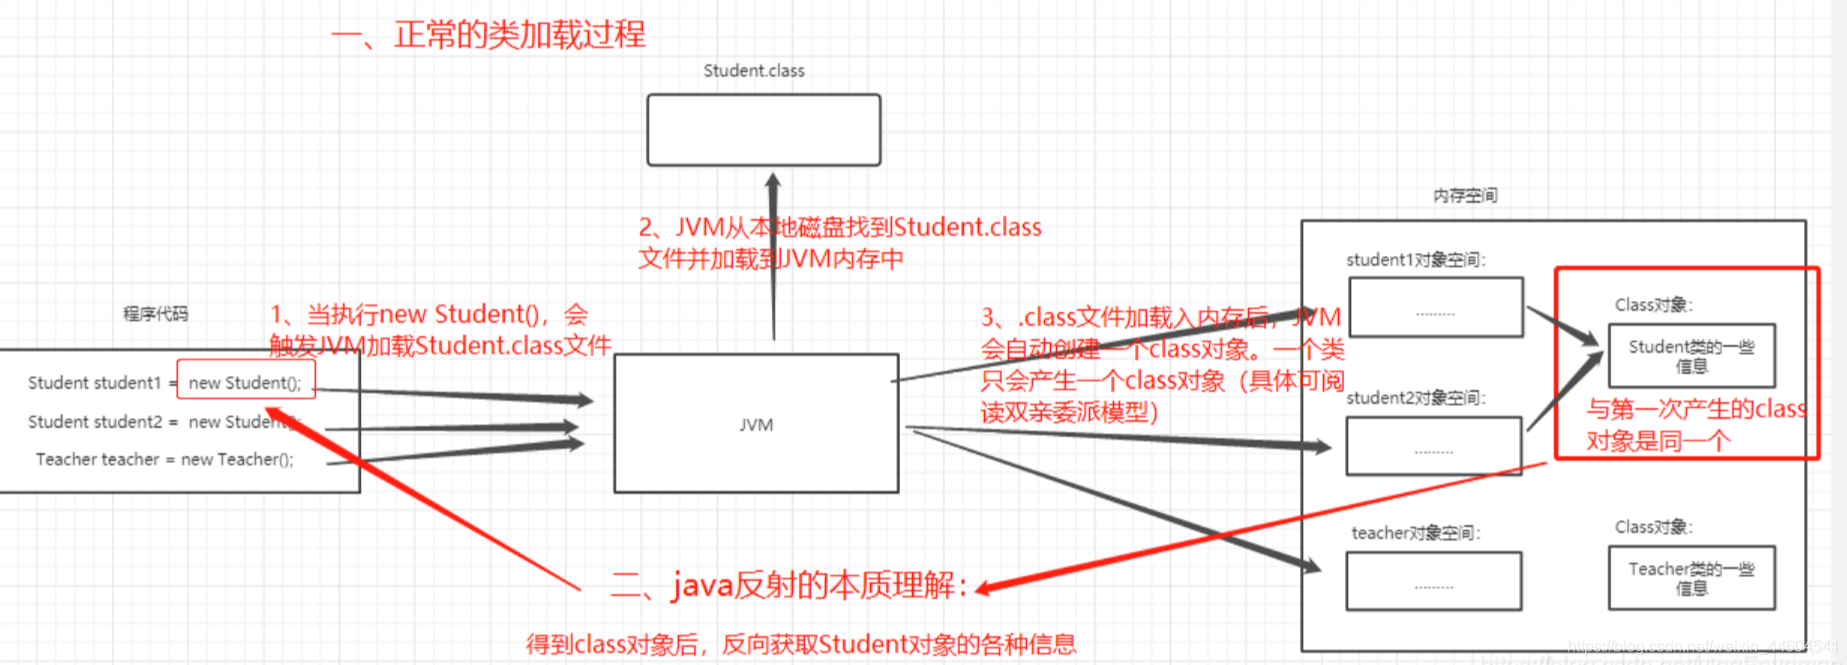 一、正常的类加载过程
Student.class
内存空间
2、JVM从本地磁盘找到Student.class
文件并加载到JVM内存中
student1对象空间:
程序代码
1、当执行new Student(), 会
触发JVM加载Student.class文件
3、.class文件加载入内存后, JVM
会自动创建一个class对象。一个类
只会产生一个class对象（具体可阅
读双亲委派模型）
.........
Class对象:
Student类的一些
信息
Student student1 = new Student();
Student student2 = new Student();
Teacher teacher = new Teacher();
JVM
student2对象空间:
.........
与第一次产生的class
对象是同一个
teacher对象空间:
.........
Class对象:
Teacher类的一些
信息
二、java反射的本质理解:
得到class对象后, 反向获取Student对象的各种信息
https://blog.csdn.net/weixin_44604541